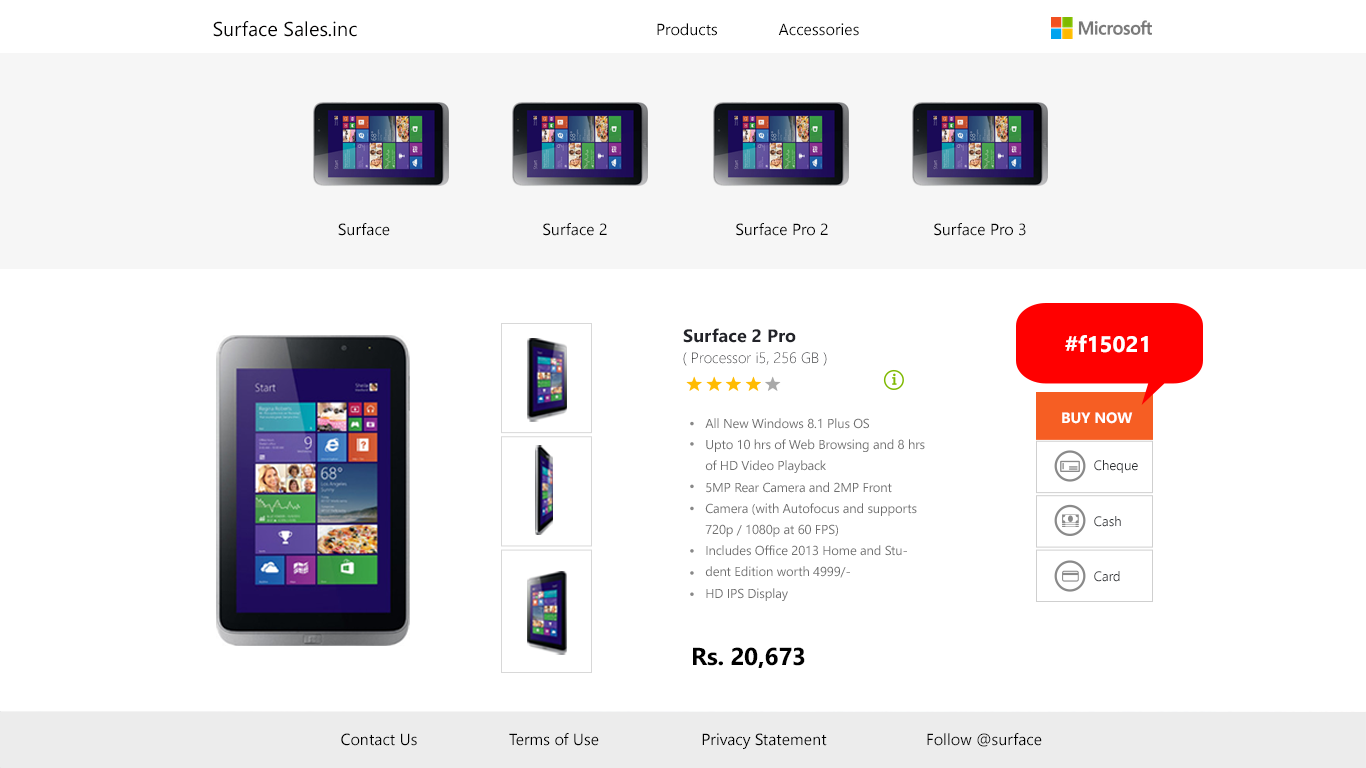 Surface Sales.inc
Products
Accessories
Microsoft
Surface
Surface 2
Surface Pro 2
Surface Pro 3
Start
68°
Surface 2 Pro
( Processor i5, 256 GB )
#f15021
BUY NOW
• All New Windows 8.1 Plus OS
• Upto 10 hrs of Web Browsing and 8 hrs
of HD Video Playback
• 5MP Rear Camera and 2MP Front
• Camera (with Autofocus and supports
720p / 1080p at 60 FPS)
• Includes Office 2013 Home and Stu-
• dent Edition worth 4999/-
• HD IPS Display
Cheque
Cash
Card
Rs. 20,673
Contact Us
Terms of Use
Privacy Statement
Follow @surface